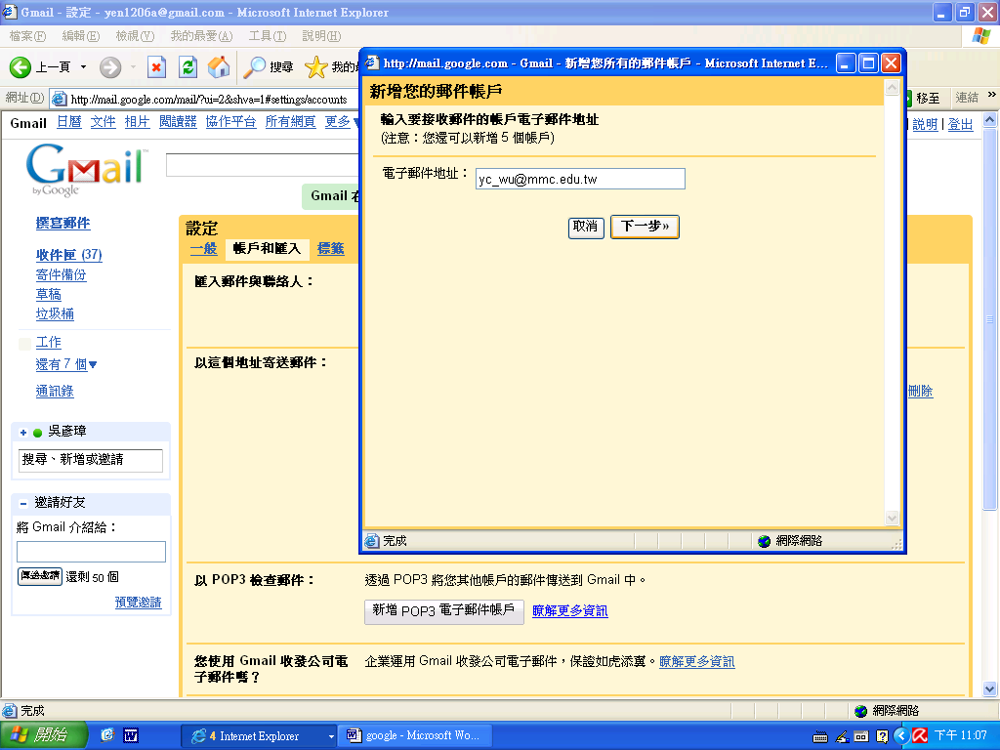 Gmail - 設定 - yen1206a@gmail.com - Microsoft Internet Explorer
檔案(F) 編輯(E) 檢視(V) 我的最愛(A) 工具(T) 說明(H)
上一頁 搜尋 我的最
網址(D) http://mail.google.com/mail/?ui=2&shva=1#settings/accounts 移至 連結 »
Gmail 日曆 文件 相片 閱讀器 協作平台 所有網頁 更多▼ | 說明 | 登出
Gmail™
by Google
Gmail 在
撰寫郵件
收件匣 (37)
寄件備份
草稿
垃圾桶
工作
還有 7 個▼
通訊錄
+ 吳彥璋
搜尋、新增或邀請
– 邀請好友
將 Gmail 介紹給：
傳送邀請 還剩 50 個
預覽邀請
設定
一般 帳戶和匯入 標籤
匯入郵件與聯絡人：
以這個地址寄送郵件：
刪除
以 POP3 檢查郵件：
透過 POP3 將您其他帳戶的郵件傳送到 Gmail 中。
新增 POP3 電子郵件帳戶 瞭解更多資訊
您使用 Gmail 收發公司電子郵件嗎？
企業運用 Gmail 收發公司電子郵件，保證如虎添翼。瞭解更多資訊
http://mail.google.com - Gmail - 新增您所有的郵件帳戶 - Microsoft Internet E...
新增您的郵件帳戶
輸入要接收郵件的帳戶電子郵件地址
(注意：您還可以新增 5 個帳戶)
電子郵件地址： yc_wu@mmc.edu.tw
取消 下一步 »
完成 網際網路
完成 網際網路
開始 4 Internet Explorer google - Microsoft Wo... 下午 11:07